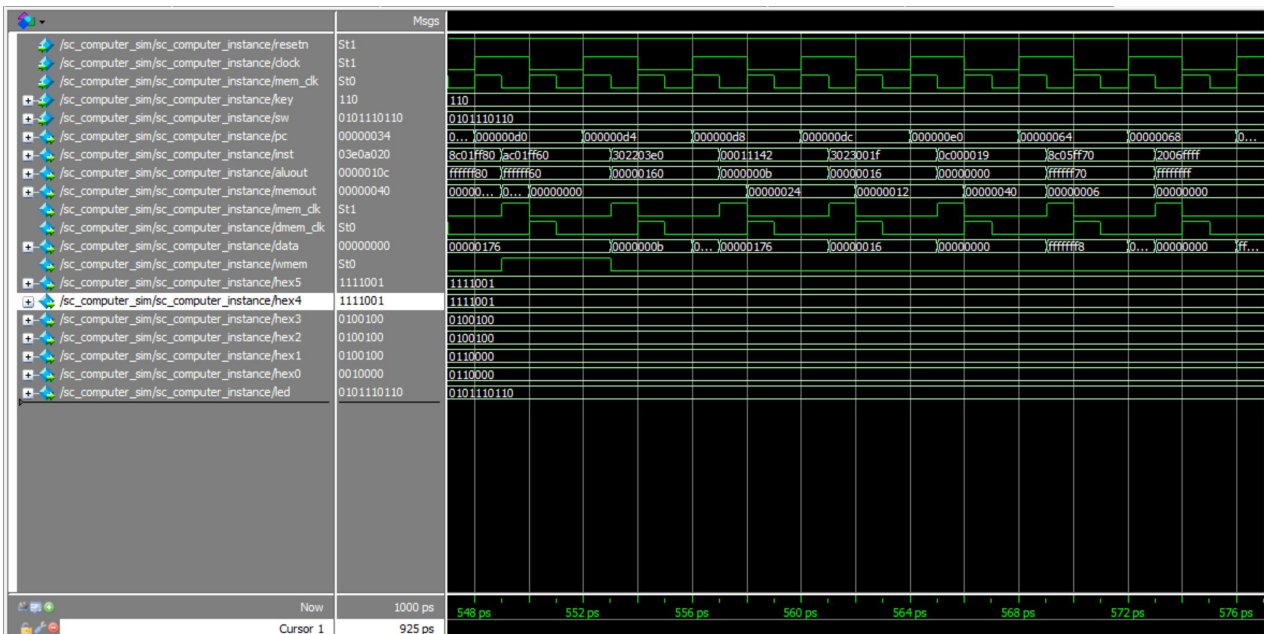 Msgs
/sc_computer_sim/sc_computer_instance/resetn St1
/sc_computer_sim/sc_computer_instance/clock St1
/sc_computer_sim/sc_computer_instance/mem_clk St0
/sc_computer_sim/sc_computer_instance/key 110 110
/sc_computer_sim/sc_computer_instance/sw 0101110110 0101110110
/sc_computer_sim/sc_computer_instance/pc 00000034 0... 000000d0 000000d4 000000d8 000000dc 000000e0 00000064 00000068 0...
/sc_computer_sim/sc_computer_instance/inst 03e0a020 8c01ff80 ac01ff60 302203e0 00011142 3023001f 0c000019 8c05ff70 2006ffff
/sc_computer_sim/sc_computer_instance/aluout 0000010c ffffff80 ffffff60 00000160 0000000b 00000016 00000000 ffffff70 ffffffff
/sc_computer_sim/sc_computer_instance/memout 00000040 00000... 0... 00000000 00000024 00000012 00000040 00000006 00000000
/sc_computer_sim/sc_computer_instance/imem_clk St1
/sc_computer_sim/sc_computer_instance/dmem_clk St0
/sc_computer_sim/sc_computer_instance/data 00000000 00000176 0000000b 0... 00000176 00000016 00000000 fffffff8 0... 00000000 ff...
/sc_computer_sim/sc_computer_instance/wmem St0
/sc_computer_sim/sc_computer_instance/hex5 1111001 1111001
/sc_computer_sim/sc_computer_instance/hex4 1111001 1111001
/sc_computer_sim/sc_computer_instance/hex3 0100100 0100100
/sc_computer_sim/sc_computer_instance/hex2 0100100 0100100
/sc_computer_sim/sc_computer_instance/hex1 0100100 0110000
/sc_computer_sim/sc_computer_instance/hex0 0010000 0110000
/sc_computer_sim/sc_computer_instance/led 0101110110 0101110110
Now 1000 ps 548 ps 552 ps 556 ps 560 ps 564 ps 568 ps 572 ps 576 ps
Cursor 1 925 ps